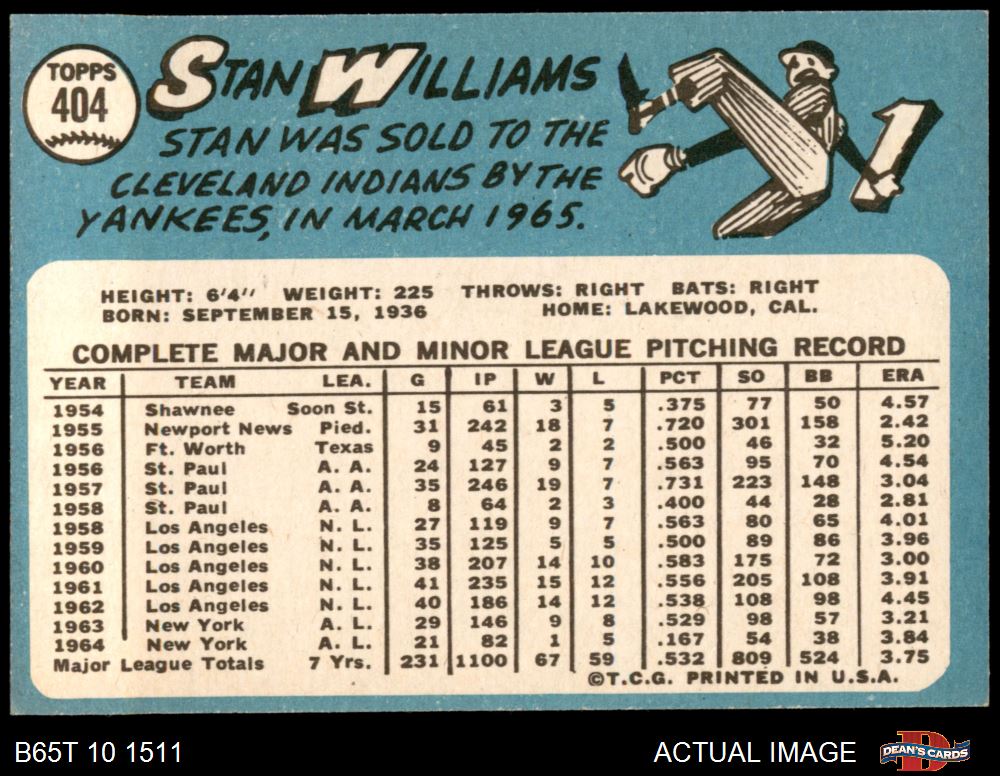 TOPPS
404
STAN WILLIAMS
STAN WAS SOLD TO THE
CLEVELAND INDIANS BY THE
YANKEES, IN MARCH 1965.
1
HEIGHT: 6'4" WEIGHT: 225 THROWS: RIGHT BATS: RIGHT
BORN: SEPTEMBER 15, 1936 HOME: LAKEWOOD, CAL.
COMPLETE MAJOR AND MINOR LEAGUE PITCHING RECORD
YEAR TEAM LEA. G IP W L PCT SO BB ERA
1954 Shawnee Soon St. 15 61 3 5 .375 77 50 4.57
1955 Newport News Pied. 31 242 18 7 .720 301 158 2.42
1956 Ft. Worth Texas 9 45 2 2 .500 46 32 5.20
1956 St. Paul A. A. 24 127 9 7 .563 95 70 4.54
1957 St. Paul A. A. 35 246 19 7 .731 223 148 3.04
1958 St. Paul A. A. 8 64 2 3 .400 44 28 2.81
1958 Los Angeles N. L. 27 119 9 7 .563 80 65 4.01
1959 Los Angeles N. L. 35 125 5 5 .500 89 86 3.96
1960 Los Angeles N. L. 38 207 14 10 .583 175 72 3.00
1961 Los Angeles N. L. 41 235 15 12 .556 205 108 3.91
1962 Los Angeles N. L. 40 186 14 12 .538 108 98 4.45
1963 New York A. L. 29 146 9 8 .529 98 57 3.21
1964 New York A. L. 21 82 1 5 .167 54 38 3.84
Major League Totals 7 Yrs. 231 1100 67 59 .532 809 524 3.75
©T.C.G. PRINTED IN U.S.A.
B65T 10 1511 ACTUAL IMAGE DEAN'S CARDS